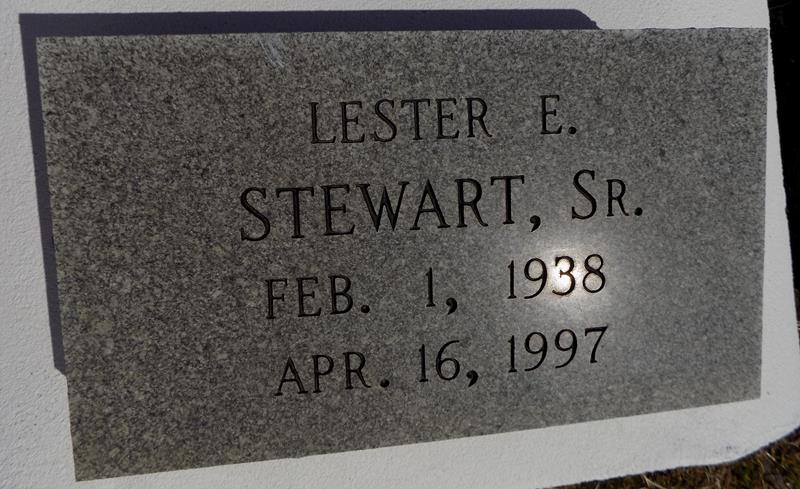 LESTER E.
STEWART, SR.
FEB. 1, 1938
APR. 16, 1997